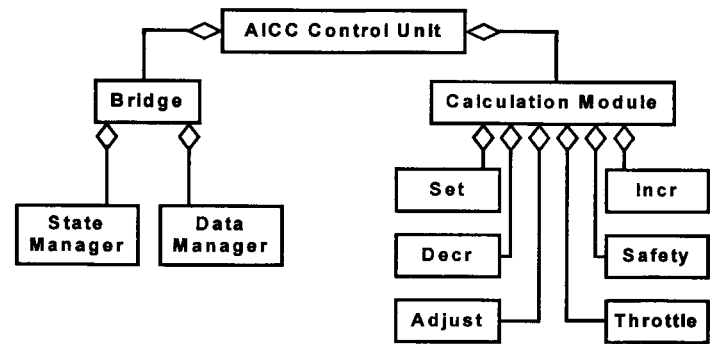 AICC Control Unit
Bridge
Calculation Module
Set
Incr
State
Manager
Data
Manager
Decr
Safety
Adjust
Throttle